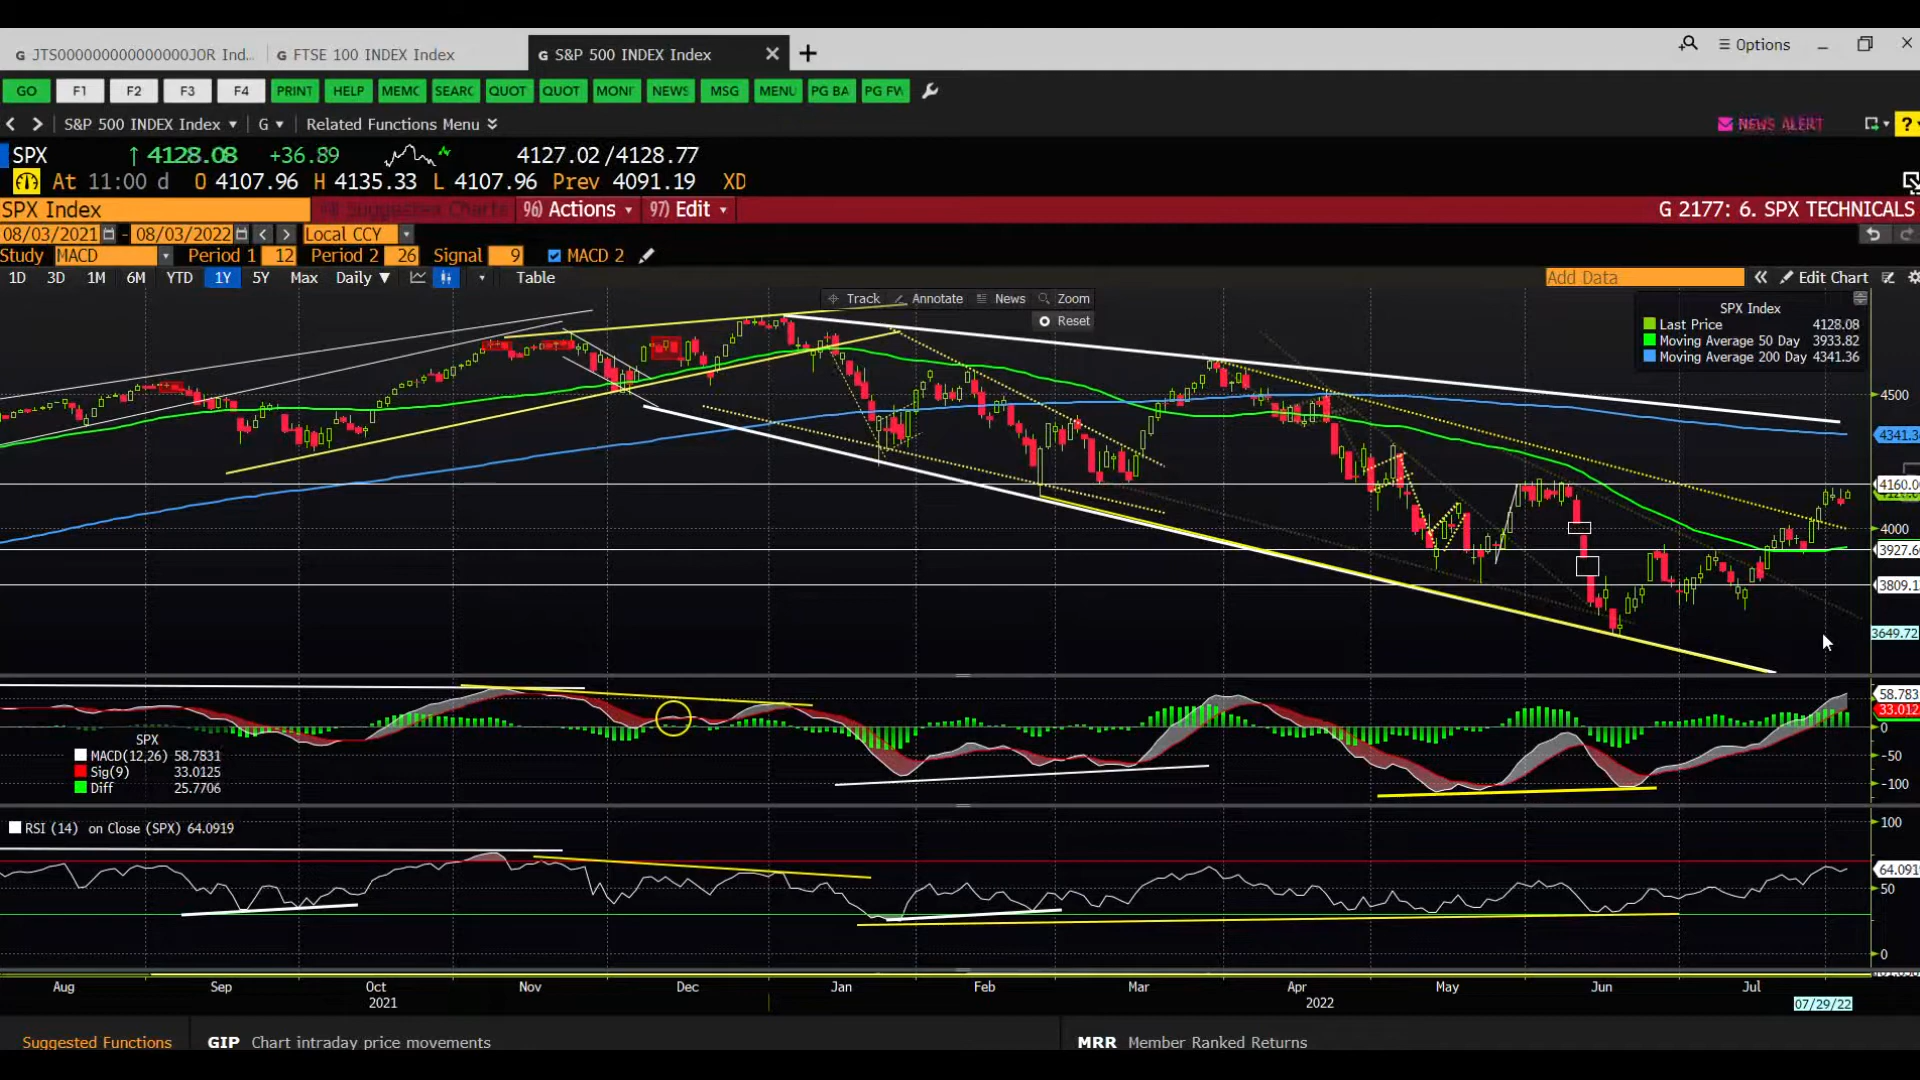 G JTS000000000000000JOR Ind... G FTSE 100 INDEX Index G S&P 500 INDEX Index
Options
GO F1 F2 F3 F4 PRINT HELP MEMC SEARC QUOT QUOT MONI NEWS MSG MENU PG BA PG FW
S&P 500 INDEX Index G Related Functions Menu NEWS ALERT ?
SPX ↑ 4128.08 +36.89 4127.02 /4128.77
At 11:00 d O 4107.96 H 4135.33 L 4107.96 Prev 4091.19 XD
SPX Index 96) Actions 97) Edit G 2177: 6. SPX TECHNICALS
08/03/2021 - 08/03/2022 Local CCY
Study MACD Period 1 12 Period 2 26 Signal 9 MACD 2
1D 3D 1M 6M YTD 1Y 5Y Max Daily ▼ Table Add Data « Edit Chart
Track Annotate News Zoom
Reset
SPX Index
Last Price 4128.08
Moving Average 50 Day 3933.82
Moving Average 200 Day 4341.36
4500
4341.3
4160.0
4000
3927.6
3809.1
3649.72
58.783
33.012
0
-50
-100
SPX
MACD(12,26) 58.7831
Sig(9) 33.0125
Diff 25.7706
RSI (14) on Close (SPX) 64.0919
100
64.0919
50
0
Aug Sep Oct Nov Dec Jan Feb Mar Apr May Jun Jul
2021 2022 07/29/22
Suggested Functions GIP Chart intraday price movements MRR Member Ranked Returns